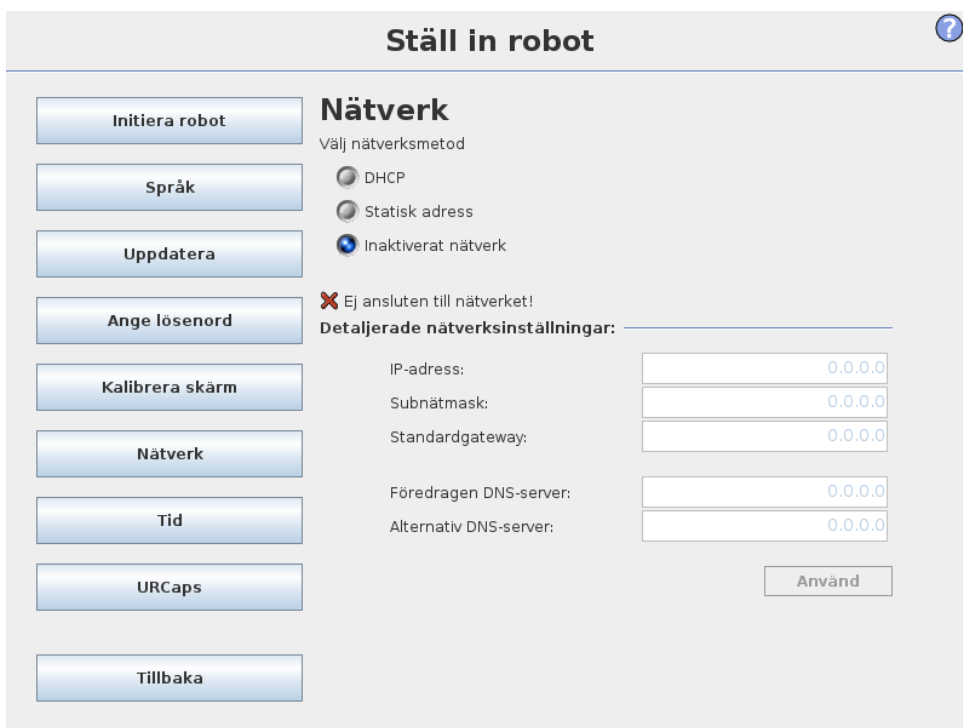 Ställ in robot
?
Initiera robot
Språk
Uppdatera
Ange lösenord
Kalibrera skärm
Nätverk
Tid
URCaps
Tillbaka
Nätverk
Välj nätverksmetod
DHCP
Statisk adress
Inaktiverat nätverk
Ej ansluten till nätverket!
Detaljerade nätverksinställningar:
IP-adress: 0.0.0.0
Subnätmask: 0.0.0.0
Standardgateway: 0.0.0.0
Föredragen DNS-server: 0.0.0.0
Alternativ DNS-server: 0.0.0.0
Använd